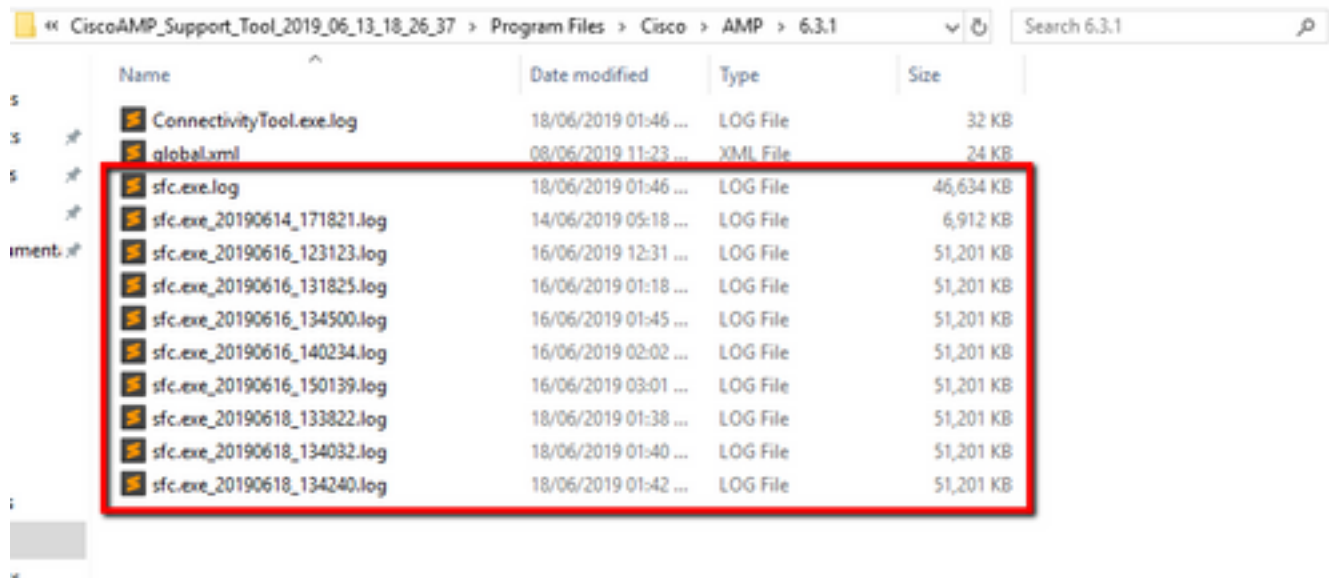 « CiscoAMP_Support_Tool_2019_06_13_18_26_37 > Program Files > Cisco > AMP > 6.3.1 Search 6.3.1
Name Date modified Type Size
ConnectivityTool.exe.log 18/06/2019 01:46 ... LOG File 32 KB
global.xml 08/06/2019 11:23 ... XML File 24 KB
sfc.exe.log 18/06/2019 01:46 ... LOG File 46,634 KB
sfc.exe_20190614_171821.log 14/06/2019 05:18 ... LOG File 6,912 KB
sfc.exe_20190616_123123.log 16/06/2019 12:31 ... LOG File 51,201 KB
sfc.exe_20190616_131825.log 16/06/2019 01:18 ... LOG File 51,201 KB
sfc.exe_20190616_134500.log 16/06/2019 01:45 ... LOG File 51,201 KB
sfc.exe_20190616_140234.log 16/06/2019 02:02 ... LOG File 51,201 KB
sfc.exe_20190616_150139.log 16/06/2019 03:01 ... LOG File 51,201 KB
sfc.exe_20190618_133822.log 18/06/2019 01:38 ... LOG File 51,201 KB
sfc.exe_20190618_134032.log 18/06/2019 01:40 ... LOG File 51,201 KB
sfc.exe_20190618_134240.log 18/06/2019 01:42 ... LOG File 51,201 KB